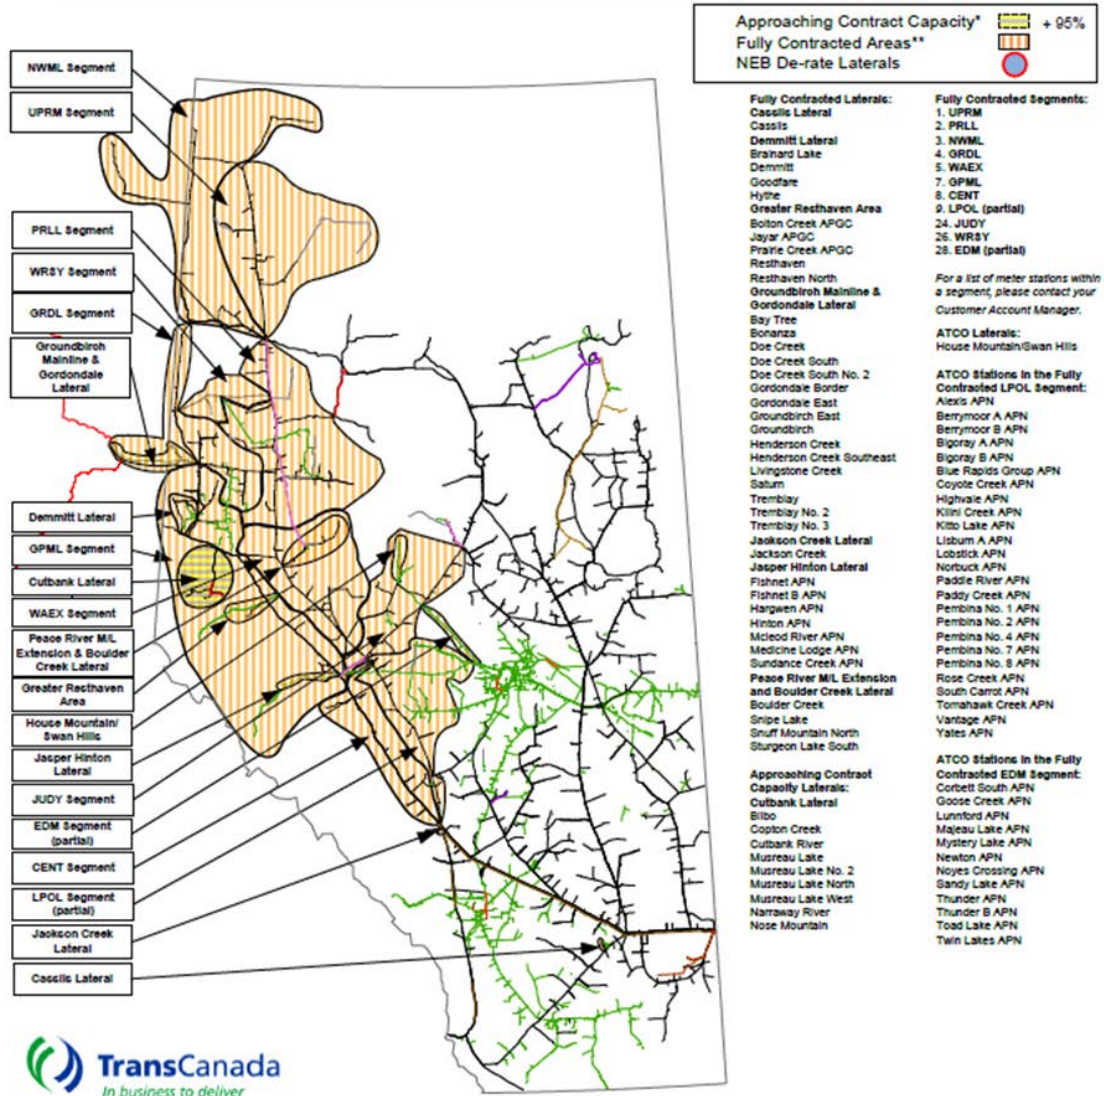 Approaching Contract Capacity* + 95%
Fully Contracted Areas**
NEB De-rate Laterals
NWML Segment
UPRM Segment
PRLL Segment
WRSY Segment
GRDL Segment
Groundbirch
Mainline &
Gordondale
Lateral
Demmitt Lateral
GPML Segment
Cutbank Lateral
WAEX Segment
Peace River M/L
Extension & Boulder
Creek Lateral
Greater Resthaven
Area
House Mountain/
Swan Hills
Jasper Hinton
Lateral
JUDY Segment
EDM Segment
(partial)
CENT Segment
LPOL Segment
(partial)
Jackson Creek
Lateral
Cassils Lateral
Fully Contracted Laterals:
Cassils Lateral
Cassils
Demmitt Lateral
Brainard Lake
Demmitt
Goodfare
Hythe
Greater Resthaven Area
Bolton Creek APGC
Jayar APGC
Prairie Creek APGC
Resthaven
Resthaven North
Groundbirch Mainline &
Gordondale Lateral
Bay Tree
Bonanza
Doe Creek
Doe Creek South
Doe Creek South No. 2
Gordondale Border
Gordondale East
Groundbirch East
Groundbirch
Henderson Creek
Henderson Creek Southeast
Livingstone Creek
Saturn
Tremblay
Tremblay No. 2
Tremblay No. 3
Jackson Creek Lateral
Jackson Creek
Jasper Hinton Lateral
Fishnet APN
Fishnet B APN
Hargwen APN
Hinton APN
Mcleod River APN
Medicine Lodge APN
Sundance Creek APN
Peace River M/L Extension
and Boulder Creek Lateral
Boulder Creek
Snipe Lake
Snuff Mountain North
Sturgeon Lake South
Approaching Contract
Capacity Laterals:
Cutbank Lateral
Bilbo
Copton Creek
Cutbank River
Musreau Lake
Musreau Lake No. 2
Musreau Lake North
Musreau Lake West
Narraway River
Nose Mountain
Fully Contracted Segments:
1. UPRM
2. PRLL
3. NWML
4. GRDL
5. WAEX
7. GPML
8. CENT
9. LPOL (partial)
24. JUDY
26. WRSY
28. EDM (partial)
For a list of meter stations within
a segment, please contact your
Customer Account Manager.
ATCO Laterals:
House Mountain/Swan Hills
ATCO Stations in the Fully
Contracted LPOL Segment:
Alexis APN
Berrymoor A APN
Berrymoor B APN
Bigoray A APN
Bigoray B APN
Blue Rapids Group APN
Coyote Creek APN
Highvale APN
Kilini Creek APN
Kitto Lake APN
Lisburn A APN
Lobstick APN
Norbuck APN
Paddle River APN
Paddy Creek APN
Pembina No. 1 APN
Pembina No. 2 APN
Pembina No. 4 APN
Pembina No. 7 APN
Pembina No. 8 APN
Rose Creek APN
South Carrot APN
Tomahawk Creek APN
Vantage APN
Yates APN
ATCO Stations in the Fully
Contracted EDM Segment:
Corbett South APN
Goose Creek APN
Lunnford APN
Majeau Lake APN
Mystery Lake APN
Newton APN
Noyes Crossing APN
Sandy Lake APN
Thunder APN
Thunder B APN
Toad Lake APN
Twin Lakes APN
TransCanada
In business to deliver